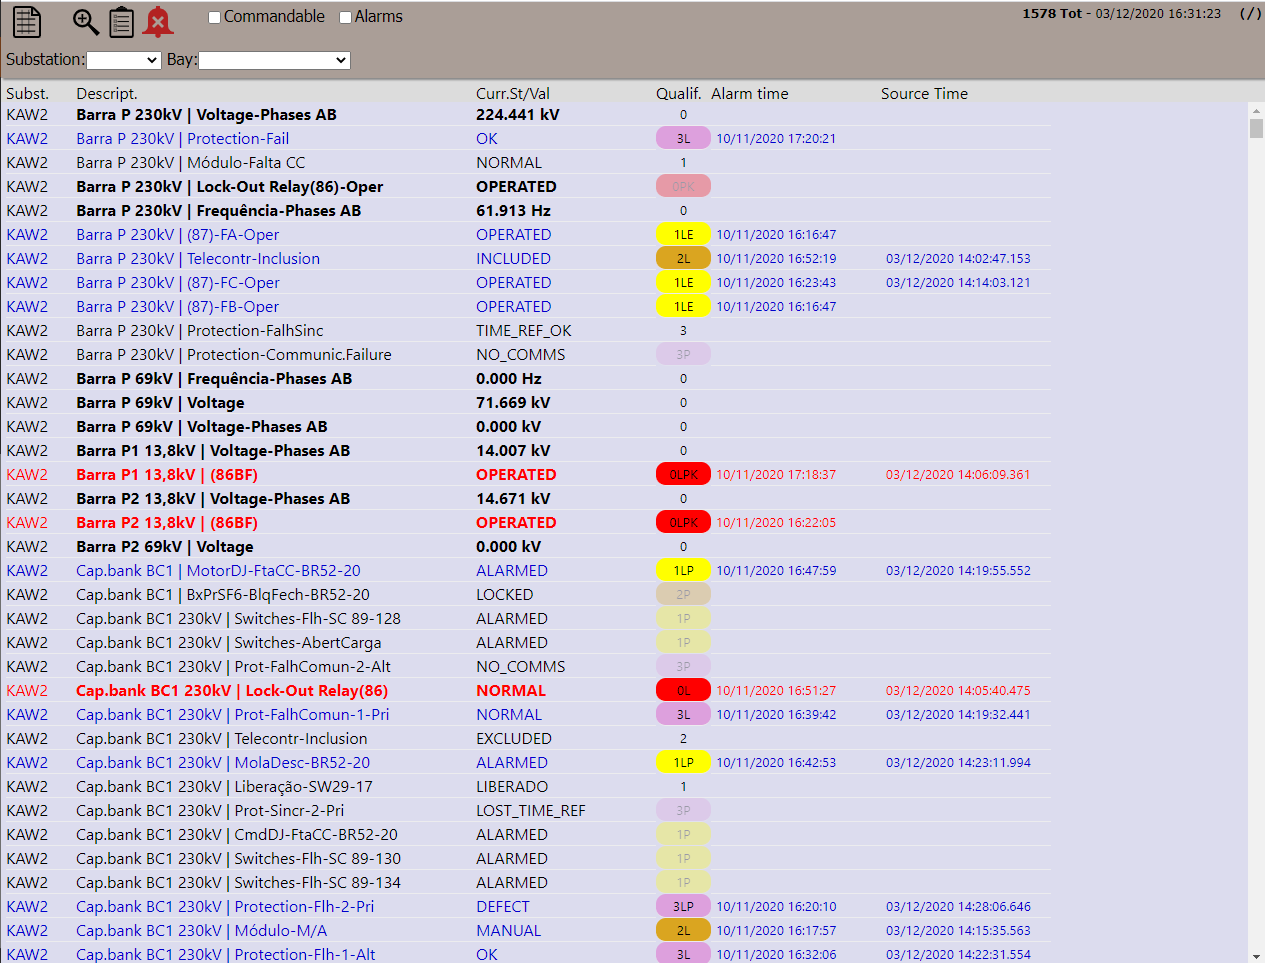 Commandable Alarms 1578 Tot - 03/12/2020 16:31:23 (/)
Substation: Bay:
Subst. Descript. Curr.St/Val Qualif. Alarm time Source Time
KAW2 Barra P 230kV | Voltage-Phases AB 224.441 kV 0
KAW2 Barra P 230kV | Protection-Fail OK 3L 10/11/2020 17:20:21
KAW2 Barra P 230kV | Módulo-Falta CC NORMAL 1
KAW2 Barra P 230kV | Lock-Out Relay(86)-Oper OPERATED 0PK
KAW2 Barra P 230kV | Frequência-Phases AB 61.913 Hz 0
KAW2 Barra P 230kV | (87)-FA-Oper OPERATED 1LE 10/11/2020 16:16:47
KAW2 Barra P 230kV | Telecontr-Inclusion INCLUDED 2L 10/11/2020 16:52:19 03/12/2020 14:02:47.153
KAW2 Barra P 230kV | (87)-FC-Oper OPERATED 1LE 10/11/2020 16:23:43 03/12/2020 14:14:03.121
KAW2 Barra P 230kV | (87)-FB-Oper OPERATED 1LE 10/11/2020 16:16:47
KAW2 Barra P 230kV | Protection-FalhSinc TIME_REF_OK 3
KAW2 Barra P 230kV | Protection-Communic.Failure NO_COMMS 3P
KAW2 Barra P 69kV | Frequência-Phases AB 0.000 Hz 0
KAW2 Barra P 69kV | Voltage 71.669 kV 0
KAW2 Barra P 69kV | Voltage-Phases AB 0.000 kV 0
KAW2 Barra P1 13,8kV | Voltage-Phases AB 14.007 kV 0
KAW2 Barra P1 13,8kV | (86BF) OPERATED 0LPK 10/11/2020 17:18:37 03/12/2020 14:06:09.361
KAW2 Barra P2 13,8kV | Voltage-Phases AB 14.671 kV 0
KAW2 Barra P2 13,8kV | (86BF) OPERATED 0LPK 10/11/2020 16:22:05
KAW2 Barra P2 69kV | Voltage 0.000 kV 0
KAW2 Cap.bank BC1 | MotorDJ-FtaCC-BR52-20 ALARMED 1LP 10/11/2020 16:47:59 03/12/2020 14:19:55.552
KAW2 Cap.bank BC1 | BxPrSF6-BlqFech-BR52-20 LOCKED 2P
KAW2 Cap.bank BC1 230kV | Switches-Flh-SC 89-128 ALARMED 1P
KAW2 Cap.bank BC1 230kV | Switches-AbertCarga ALARMED 1P
KAW2 Cap.bank BC1 230kV | Prot-FalhComun-2-Alt NO_COMMS 3P
KAW2 Cap.bank BC1 230kV | Lock-Out Relay(86) NORMAL 0L 10/11/2020 16:51:27 03/12/2020 14:05:40.475
KAW2 Cap.bank BC1 230kV | Prot-FalhComun-1-Pri NORMAL 3L 10/11/2020 16:39:42 03/12/2020 14:19:32.441
KAW2 Cap.bank BC1 230kV | Telecontr-Inclusion EXCLUDED 2
KAW2 Cap.bank BC1 230kV | MolaDesc-BR52-20 ALARMED 1LP 10/11/2020 16:42:53 03/12/2020 14:23:11.994
KAW2 Cap.bank BC1 230kV | Liberação-SW29-17 LIBERADO 1
KAW2 Cap.bank BC1 230kV | Prot-Sincr-2-Pri LOST_TIME_REF 3P
KAW2 Cap.bank BC1 230kV | CmdDJ-FtaCC-BR52-20 ALARMED 1P
KAW2 Cap.bank BC1 230kV | Switches-Flh-SC 89-130 ALARMED 1P
KAW2 Cap.bank BC1 230kV | Switches-Flh-SC 89-134 ALARMED 1P
KAW2 Cap.bank BC1 230kV | Protection-Flh-2-Pri DEFECT 3LP 10/11/2020 16:20:10 03/12/2020 14:28:06.646
KAW2 Cap.bank BC1 230kV | Módulo-M/A MANUAL 2L 10/11/2020 16:17:57 03/12/2020 14:15:35.563
KAW2 Cap.bank BC1 230kV | Protection-Flh-1-Alt OK 3L 10/11/2020 16:32:06 03/12/2020 14:22:31.554